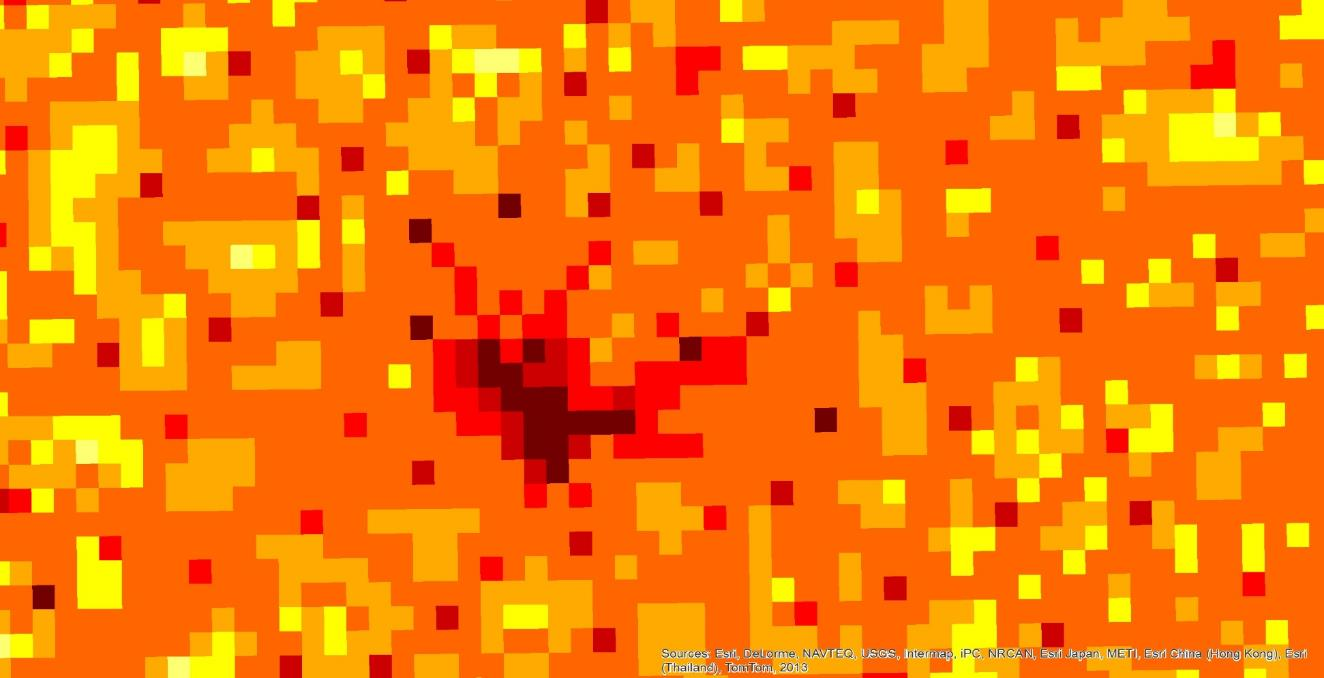 Sources: Esri, DeLorme, NAVTEQ, USGS, Intermap, iPC, NRCAN, Esri Japan, METI, Esri China (Hong Kong), Esri
(Thailand), TomTom, 2013